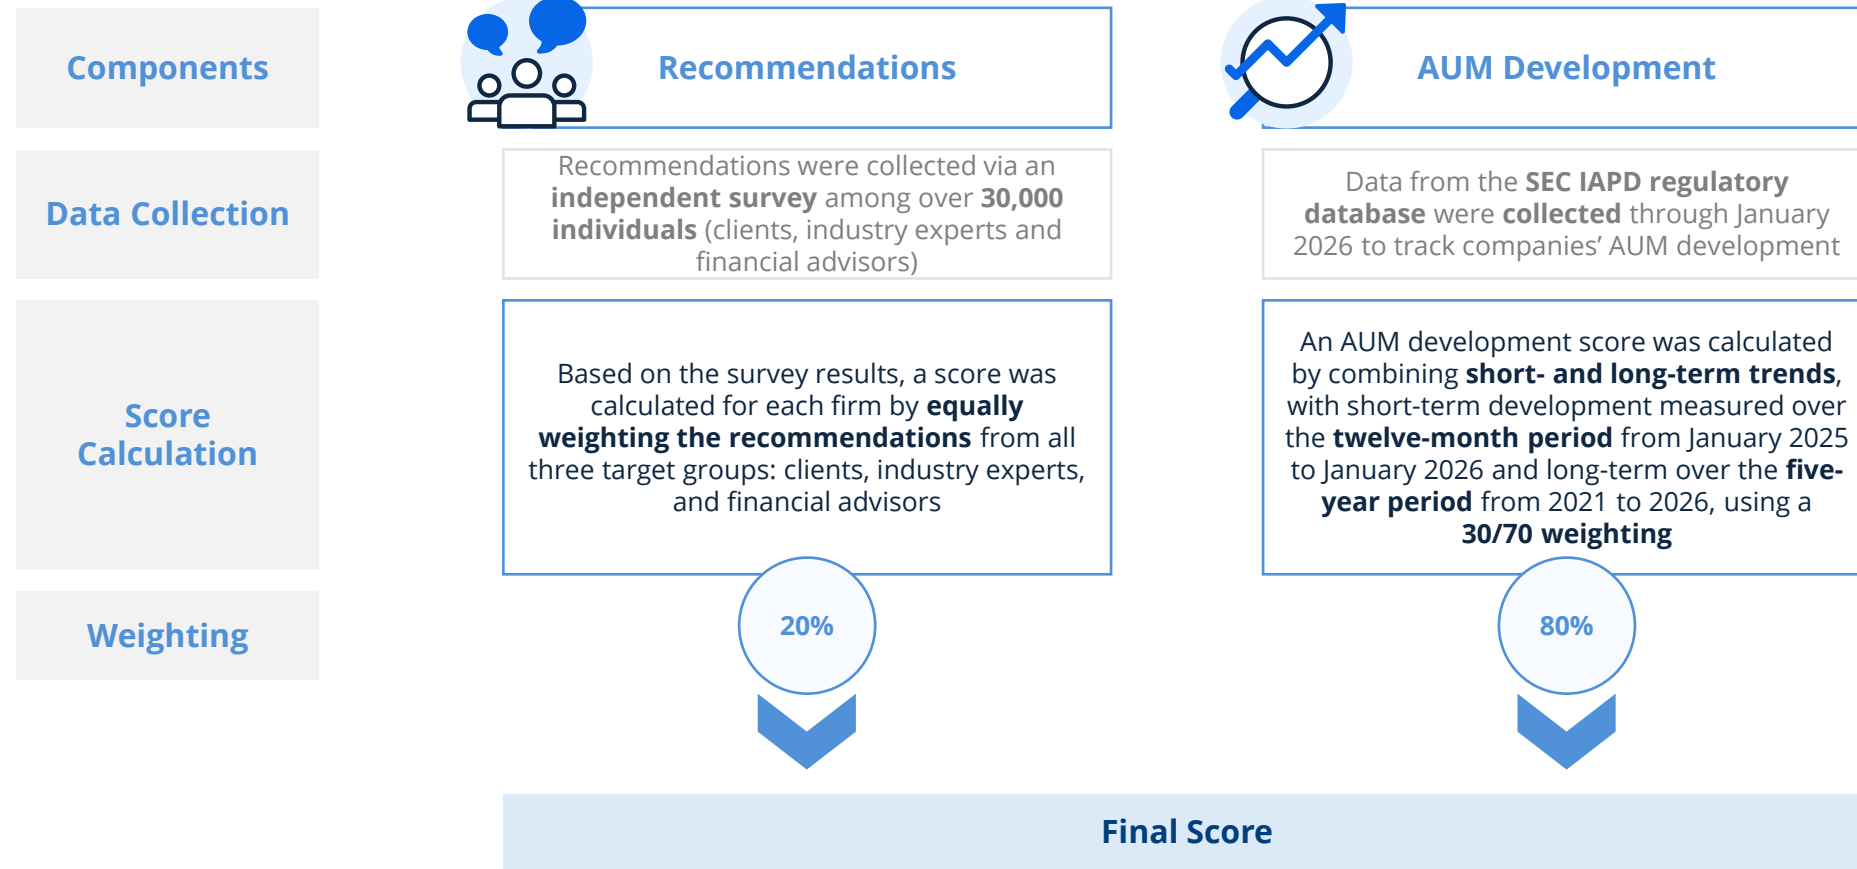 Components
Recommendations
AUM Development
Data Collection
Recommendations were collected via an
independent survey among over 30,000
individuals (clients, industry experts and
financial advisors)
Data from the SEC IAPD regulatory
database were collected through January
2026 to track companies’ AUM development
Score
Calculation
Based on the survey results, a score was
calculated for each firm by equally
weighting the recommendations from all
three target groups: clients, industry experts,
and financial advisors
An AUM development score was calculated
by combining short- and long-term trends,
with short-term development measured over
the twelve-month period from January 2025
to January 2026 and long-term over the five-
year period from 2021 to 2026, using a
30/70 weighting
Weighting
20%
80%
Final Score